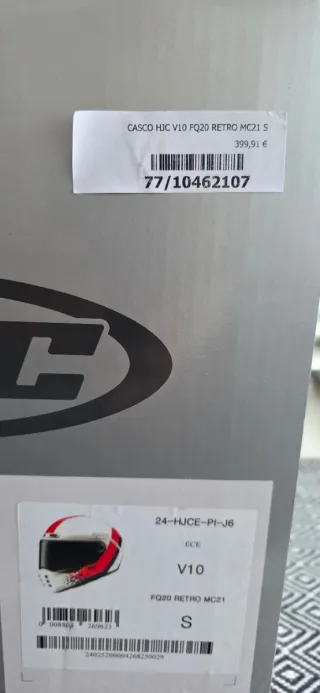 CASCO HJC V10 FQ20 RETRO MC21 S
399,91 €
77/10462107
24-HJCE-PI-J6
ECE
V10
FQ20 RETRO MC21
S